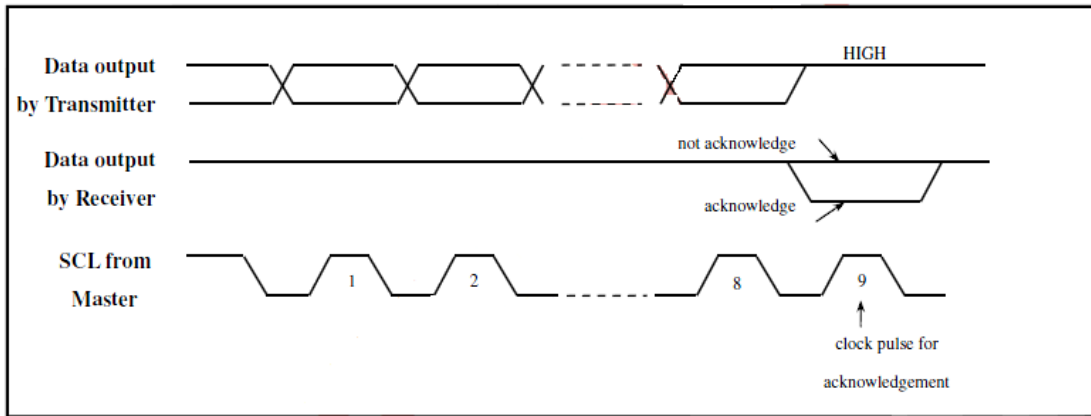 Data output
by Transmitter
HIGH
Data output
by Receiver
not acknowledge
acknowledge
SCL from
Master
1
2
8
9
clock pulse for
acknowledgement